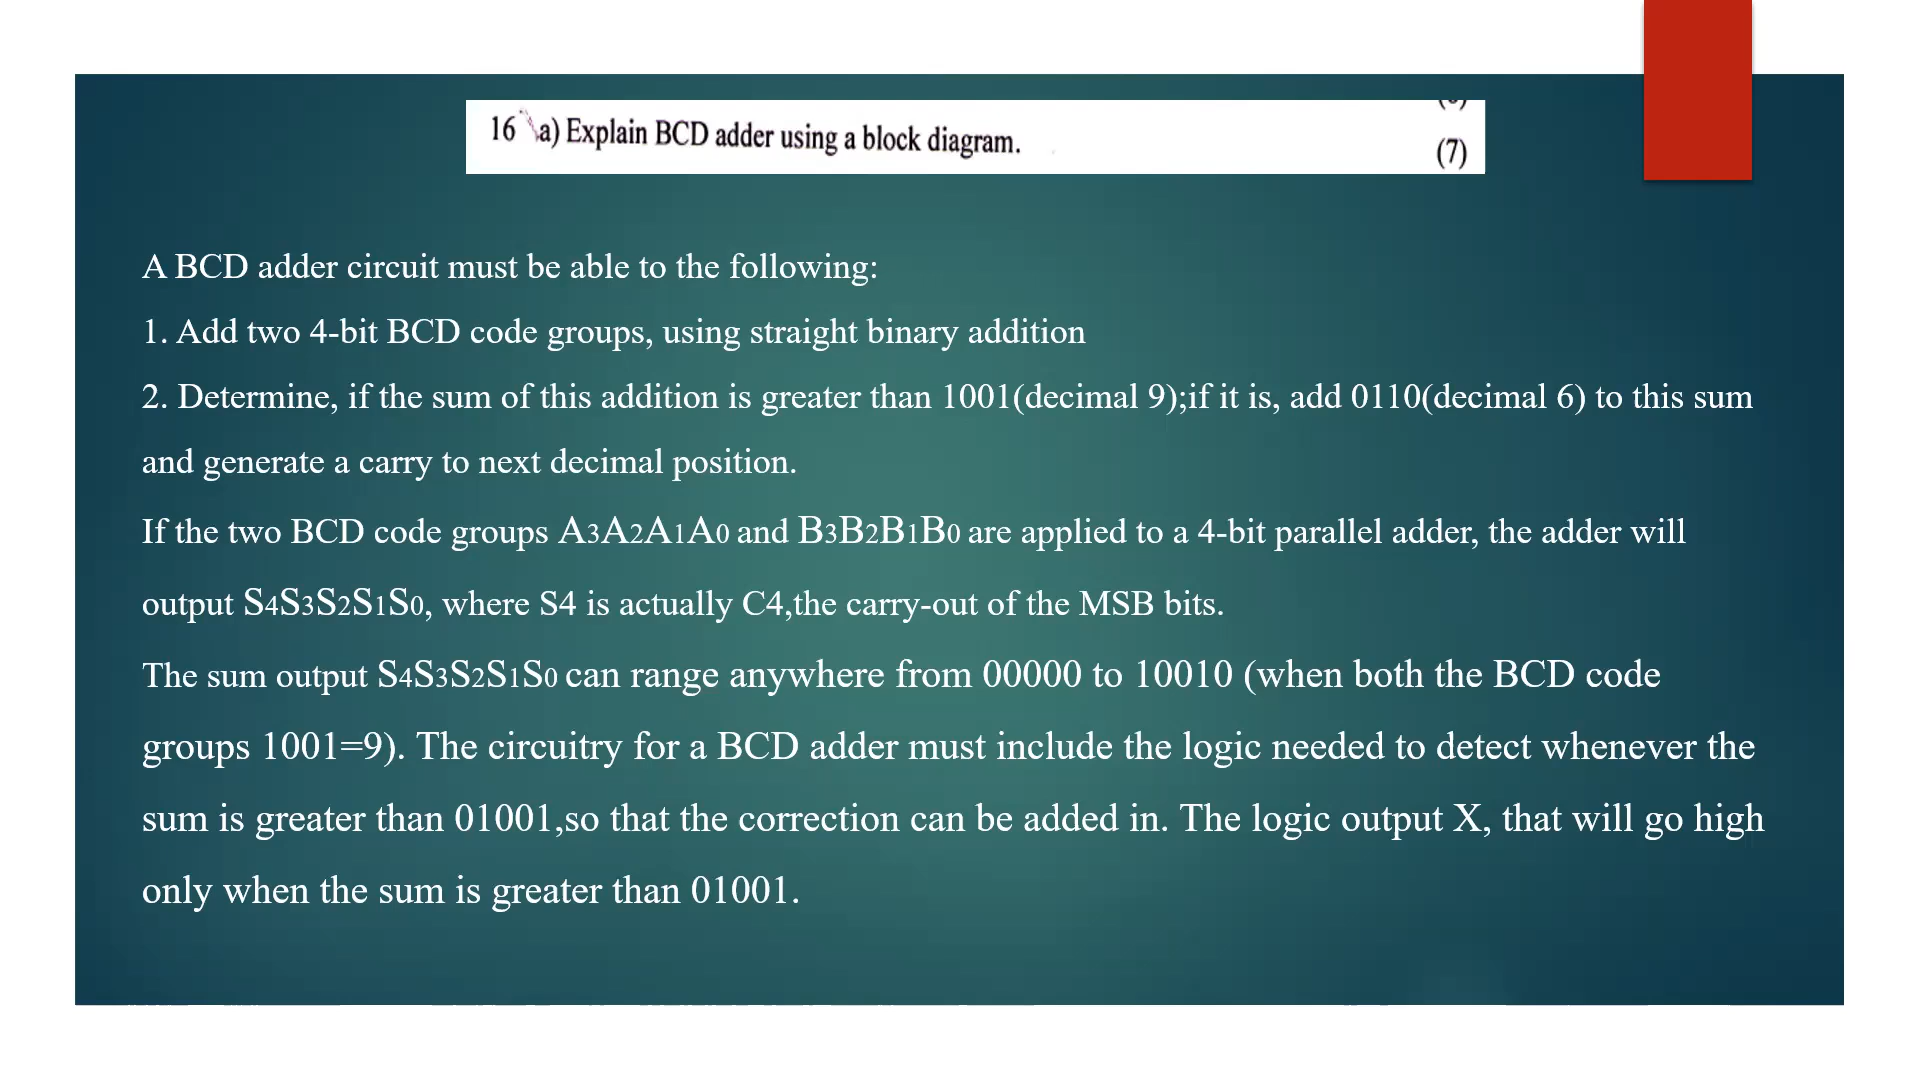 16 a) Explain BCD adder using a block diagram.
(7)
A BCD adder circuit must be able to the following:
1. Add two 4-bit BCD code groups, using straight binary addition
2. Determine, if the sum of this addition is greater than 1001(decimal 9);if it is, add 0110(decimal 6) to this sum
and generate a carry to next decimal position.
If the two BCD code groups A3A2A1A0 and B3B2B1B0 are applied to a 4-bit parallel adder, the adder will
output S4S3S2S1S0, where S4 is actually C4,the carry-out of the MSB bits.
The sum output S4S3S2S1S0 can range anywhere from 00000 to 10010 (when both the BCD code
groups 1001=9). The circuitry for a BCD adder must include the logic needed to detect whenever the
sum is greater than 01001,so that the correction can be added in. The logic output X, that will go high
only when the sum is greater than 01001.